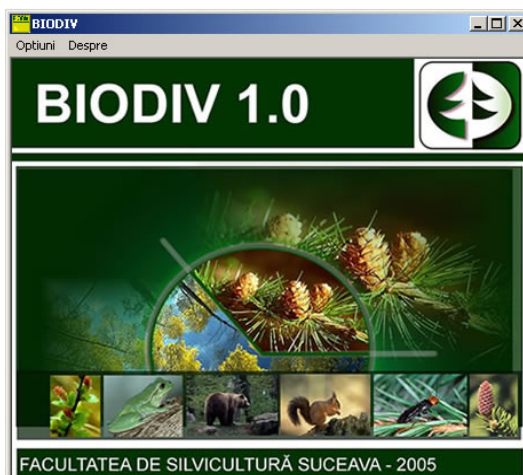 BIODIV
Optiuni Despre
BIODIV 1.0
FACULTATEA DE SILVICULTURĂ SUCEAVA - 2005